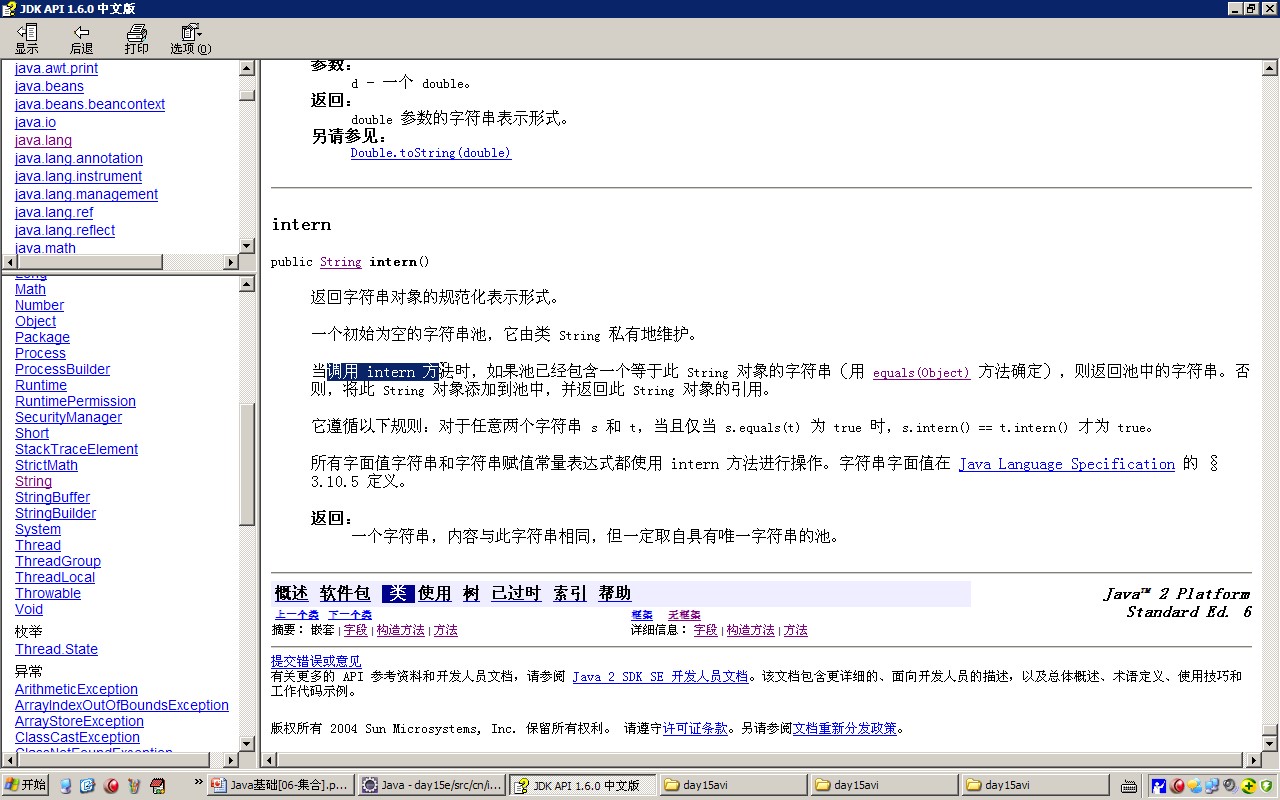 JDK API 1.6.0 中文版
显示 后退 打印 选项(O)
java.awt.print
java.beans
java.beans.beancontext
java.io
java.lang
java.lang.annotation
java.lang.instrument
java.lang.management
java.lang.ref
java.lang.reflect
java.math
Long
Math
Number
Object
Package
Process
ProcessBuilder
Runtime
RuntimePermission
SecurityManager
Short
StackTraceElement
StrictMath
String
StringBuffer
StringBuilder
System
Thread
ThreadGroup
ThreadLocal
Throwable
Void
枚举
Thread.State
异常
ArithmeticException
ArrayIndexOutOfBoundsException
ArrayStoreException
ClassCastException
ClassNotFoundException
参数：
d - 一个 double。
返回：
double 参数的字符串表示形式。
另请参见：
Double.toString(double)
intern
public String intern()
返回字符串对象的规范化表示形式。
一个初始为空的字符串池，它由类 String 私有地维护。
当调用 intern 方法时，如果池已经包含一个等于此 String 对象的字符串（用 equals(Object) 方法确定），则返回池中的字符串。否
则，将此 String 对象添加到池中，并返回此 String 对象的引用。
它遵循以下规则：对于任意两个字符串 s 和 t，当且仅当 s.equals(t) 为 true 时，s.intern() == t.intern() 才为 true。
所有字面值字符串和字符串赋值常量表达式都使用 intern 方法进行操作。字符串字面值在 Java Language Specification 的 §
3.10.5 定义。
返回：
一个字符串，内容与此字符串相同，但一定取自具有唯一字符串的池。
概述 软件包 类 使用 树 已过时 索引 帮助
Java™ 2 Platform
Standard Ed. 6
上一个类 下一个类 框架 无框架
摘要： 嵌套 | 字段 | 构造方法 | 方法 详细信息： 字段 | 构造方法 | 方法
提交错误或意见
有关更多的 API 参考资料和开发人员文档，请参阅 Java 2 SDK SE 开发人员文档。该文档包含更详细的、面向开发人员的描述，以及总体概述、术语定义、使用技巧和
工作代码示例。
版权所有 2004 Sun Microsystems, Inc. 保留所有权利。 请遵守许可证条款。另请参阅文档重新分发政策。
开始 » Java基础[06-集合].p... Java - day15e/src/cn/i... JDK API 1.6.0 中文版 day15avi day15avi day15avi